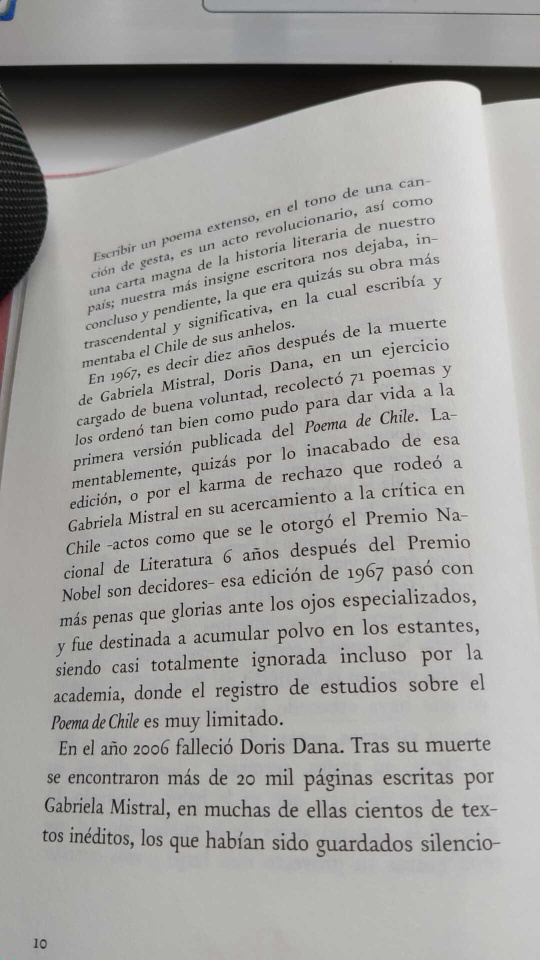 Escribir un poema extenso, en el tono de una can-
ción de gesta, es un acto revolucionario, así como
una carta magna de la historia literaria de nuestro
país; nuestra más insigne escritora nos dejaba, in-
concluso y pendiente, la que era quizás su obra más
trascendental y significativa, en la cual escribía y
mentaba el Chile de sus anhelos.
En 1967, es decir diez años después de la muerte
de Gabriela Mistral, Doris Dana, en un ejercicio
cargado de buena voluntad, recolectó 71 poemas y
los ordenó tan bien como pudo para dar vida a la
primera versión publicada del Poema de Chile. La-
mentablemente, quizás por lo inacabado de esa
edición, o por el karma de rechazo que rodeó a
Gabriela Mistral en su acercamiento a la crítica en
Chile -actos como que se le otorgó el Premio Na-
cional de Literatura 6 años después del Premio
Nobel son decidores- esa edición de 1967 pasó con
más penas que glorias ante los ojos especializados,
y fue destinada a acumular polvo en los estantes,
siendo casi totalmente ignorada incluso por la
academia, donde el registro de estudios sobre el
Poema de Chile es muy limitado.
En el año 2006 falleció Doris Dana. Tras su muerte
se encontraron más de 20 mil páginas escritas por
Gabriela Mistral, en muchas de ellas cientos de tex-
tos inéditos, los que habían sido guardados silencio-
10